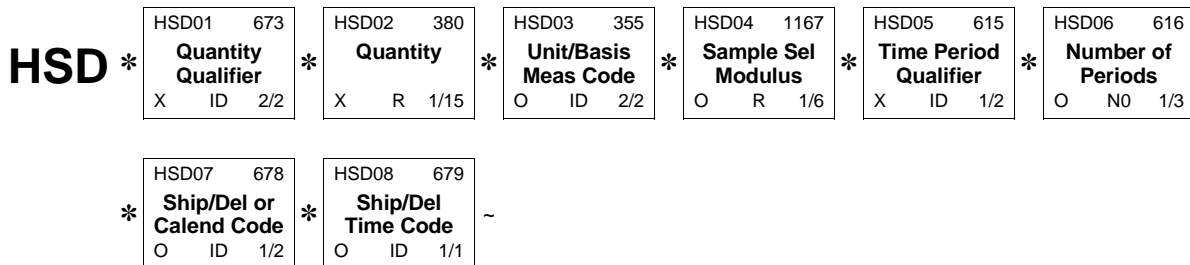 HSD01 673 HSD02 380 HSD03 355 HSD04 1167 HSD05 615 HSD06 616
HSD * Quantity Qualifier * Quantity * Unit/Basis Meas Code * Sample Sel Modulus * Time Period Qualifier * Number of Periods
X ID 2/2 X R 1/15 O ID 2/2 O R 1/6 X ID 1/2 O N0 1/3
HSD07 678 HSD08 679
* Ship/Del or Calend Code * Ship/Del Time Code ~
O ID 1/2 O ID 1/1